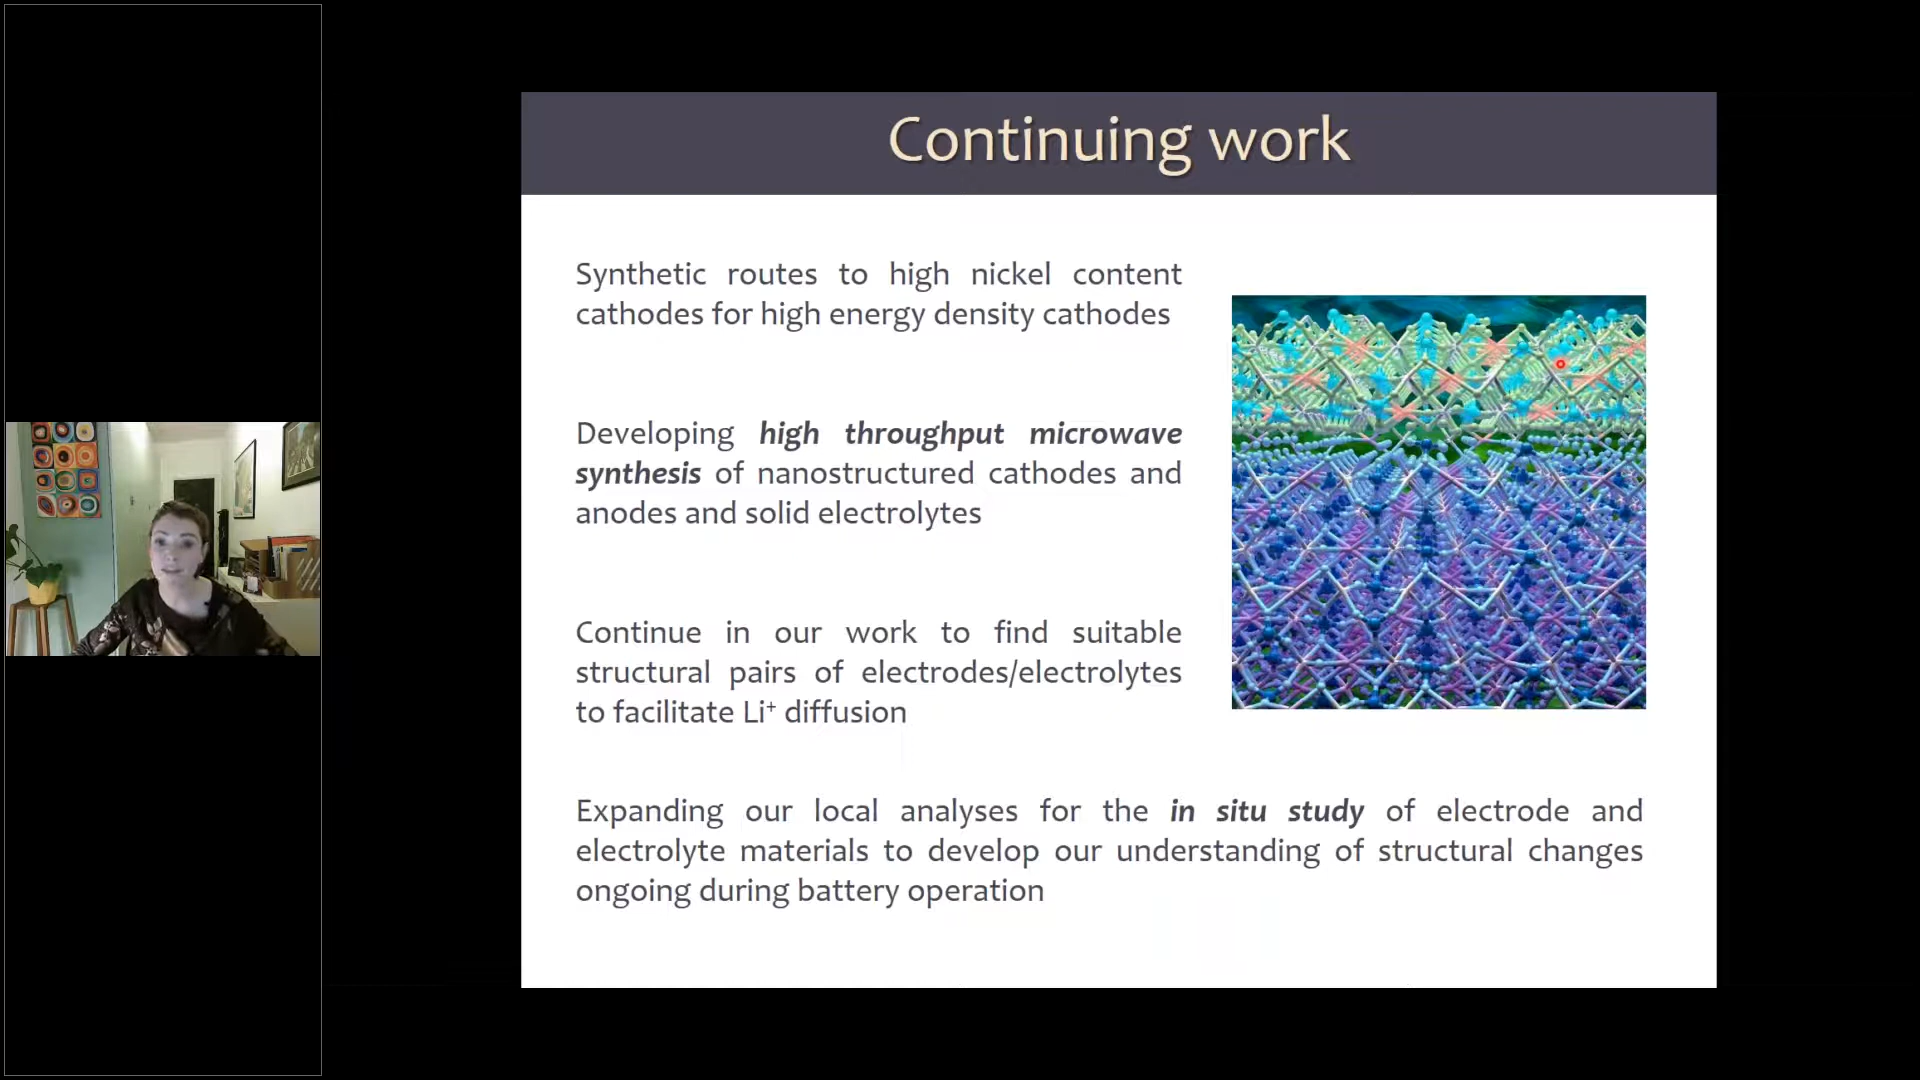 Continuing work
Synthetic routes to high nickel content
cathodes for high energy density cathodes
Developing high throughput microwave
synthesis of nanostructured cathodes and
anodes and solid electrolytes
Continue in our work to find suitable
structural pairs of electrodes/electrolytes
to facilitate Li⁺ diffusion
Expanding our local analyses for the in situ study of electrode and
electrolyte materials to develop our understanding of structural changes
ongoing during battery operation